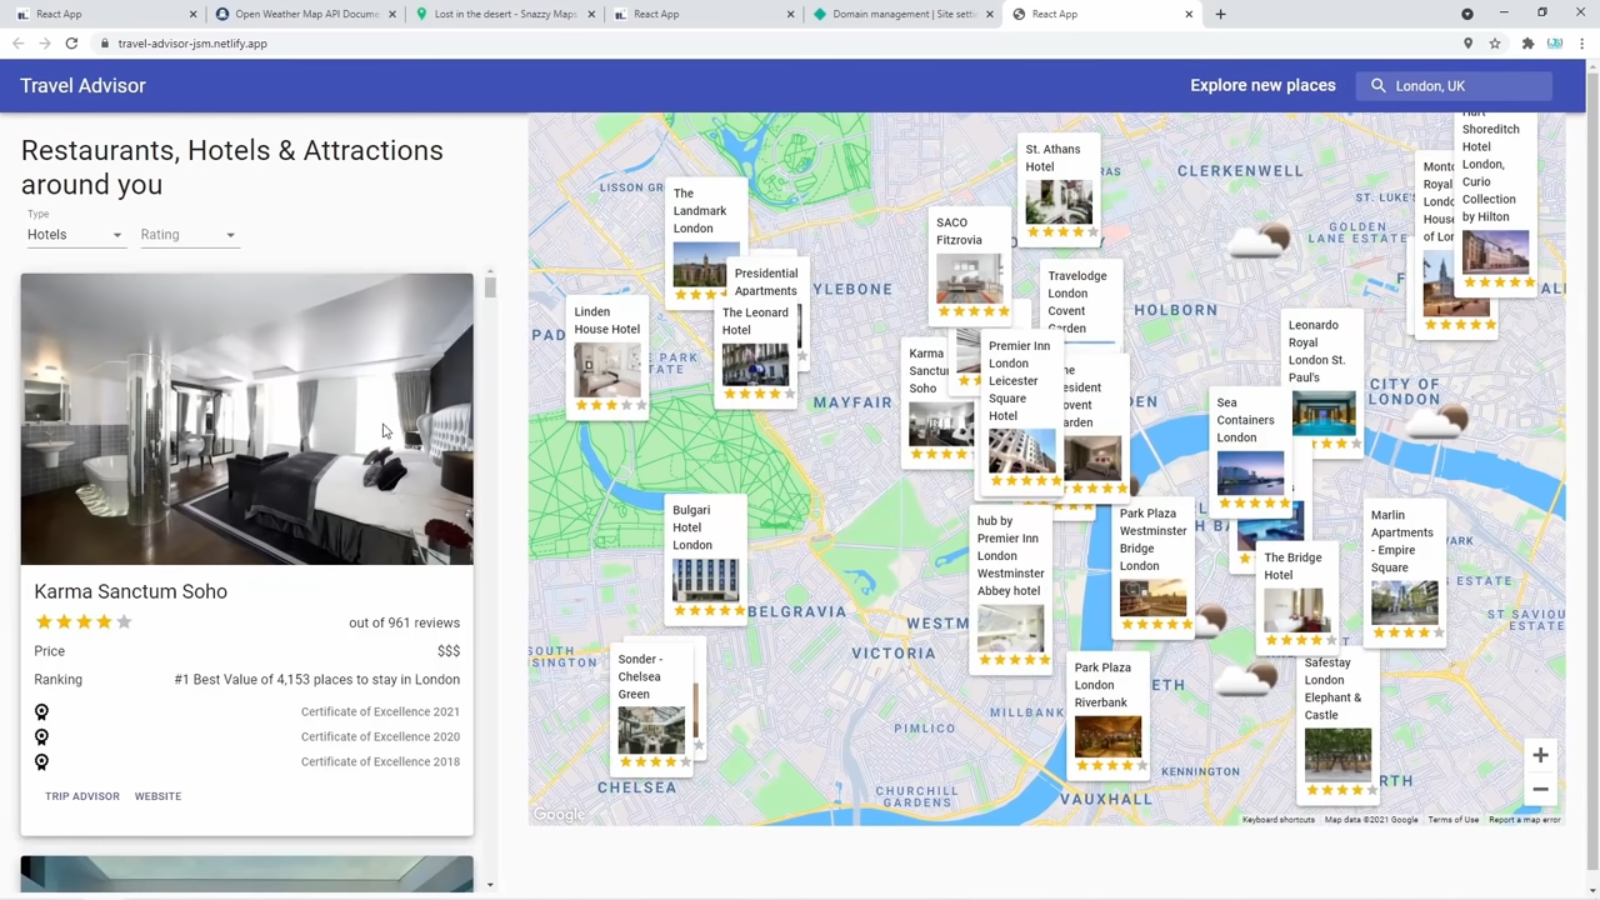 React App
Open Weather Map API Docume
Lost in the desert - Snazzy Maps
React App
Domain management | Site setti
React App
travel-advisor-jsm.netlify.app
Travel Advisor
Explore new places
London, UK
Restaurants, Hotels & Attractions
around you
Type
Hotels
Rating
Karma Sanctum Soho
out of 961 reviews
Price
$$$
Ranking
#1 Best Value of 4,153 places to stay in London
Certificate of Excellence 2021
Certificate of Excellence 2020
Certificate of Excellence 2018
TRIP ADVISOR
WEBSITE
LISSON GR
The
Landmark
London
Presidential
Apartments
The Leonard
Hotel
Linden
House Hotel
PAD
E PARK
TATE
YLEBONE
MAYFAIR
St. Athans
Hotel
RAS
SACO
Fitzrovia
Travelodge
London
Covent
Garden
HOLBORN
CLERKENWELL
ST. LUKE'S
GOLDEN
LANE ESTATE
Shoreditch
Hotel
London,
Curio
Collection
by Hilton
Royal
House
of Lor
Karma
Sanctu
Soho
Premier Inn
London
Leicester
Square
Hotel
esident
ovent
arden
DEN
Leonardo
Royal
London St.
Paul's
CITY OF
LONDON
Sea
Containers
London
Bulgari
Hotel
London
BELGRAVIA
hub by
Premier Inn
London
Westminster
Abbey hotel
WESTM
VICTORIA
Park Plaza
Westminster
Bridge
London
H BA
The Bridge
Hotel
Marlin
Apartments
- Empire
Square
ARK
ESTATE
ST SAVIOU
ESTATE
SOUTH
SINGTON
Sonder -
Chelsea
Green
CHELSEA
PIMLICO
MILLBANK
Park Plaza
London
Riverbank
ETH
Safestay
London
Elephant &
Castle
KENNINGTON
RTH
CHURCHILL
GARDENS
VAUXHALL
Google
Keyboard shortcuts
Map data ©2021 Google
Terms of Use
Report a map error